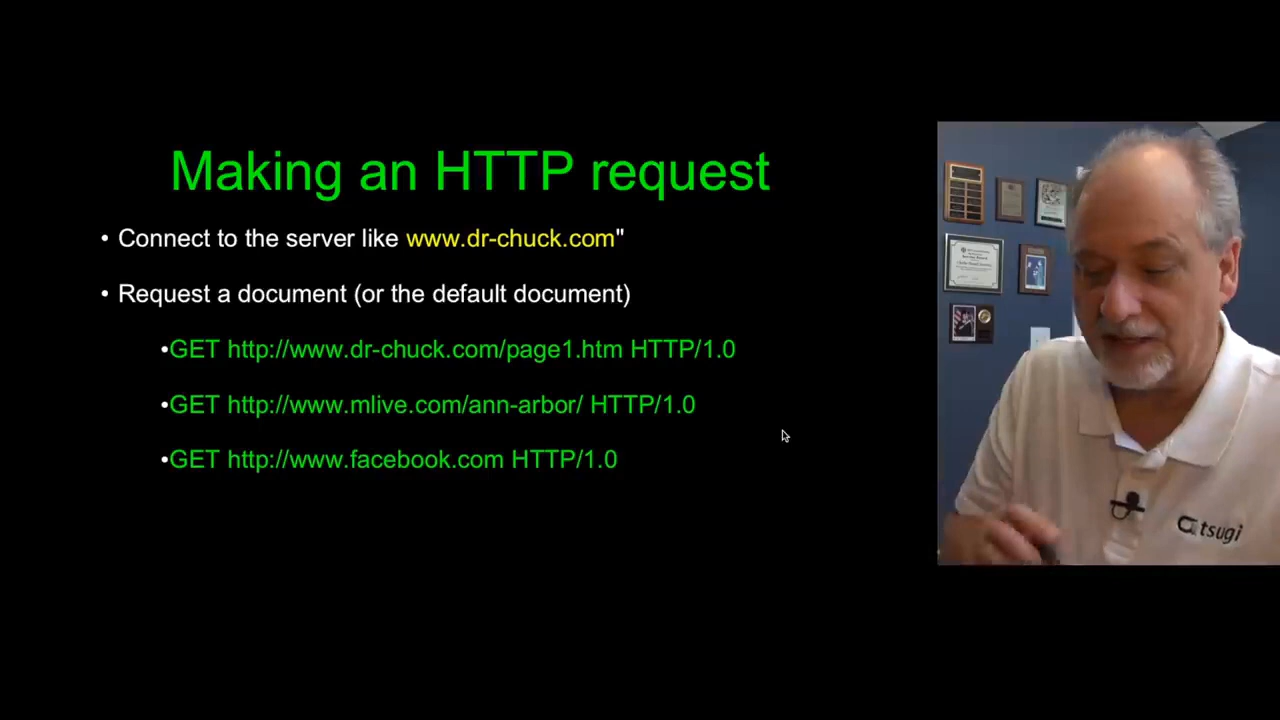 Making an HTTP request
• Connect to the server like www.dr-chuck.com"
• Request a document (or the default document)
•GET http://www.dr-chuck.com/page1.htm HTTP/1.0
•GET http://www.mlive.com/ann-arbor/ HTTP/1.0
•GET http://www.facebook.com HTTP/1.0
tsugi